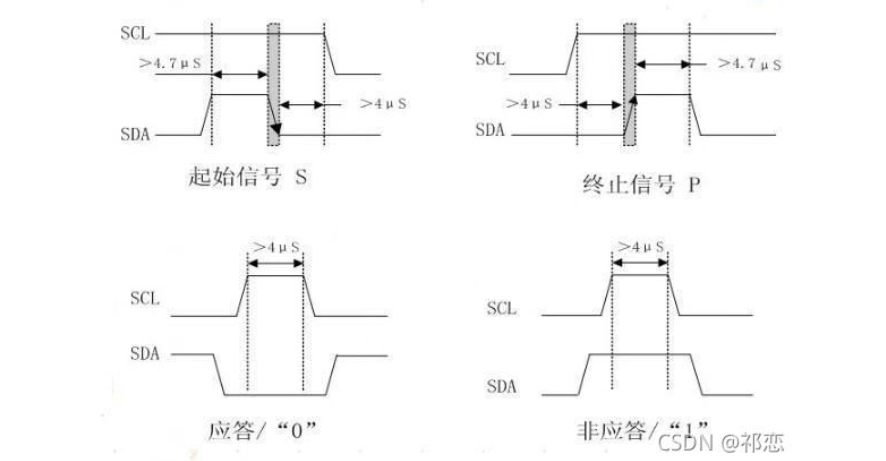 SCL
>4.7μS
>4μS
SDA
起始信号 S
SCL
>4.7μS
>4μS
SDA
终止信号 P
>4μS
SCL
SDA
应答/“0”
>4μS
SCL
SDA
非应答/“1”
CSDN @祁恋